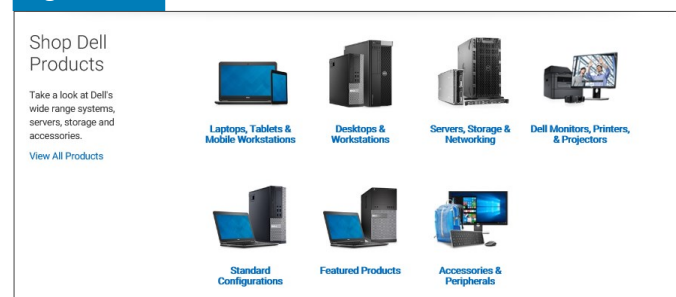 Shop Dell
Products
Take a look at Dell's
wide range systems,
servers, storage and
accessories.
View All Products
Laptops, Tablets &
Mobile Workstations
Desktops &
Workstations
Servers, Storage &
Networking
Dell Monitors, Printers,
& Projectors
Standard
Configurations
Featured Products
Accessories &
Peripherals